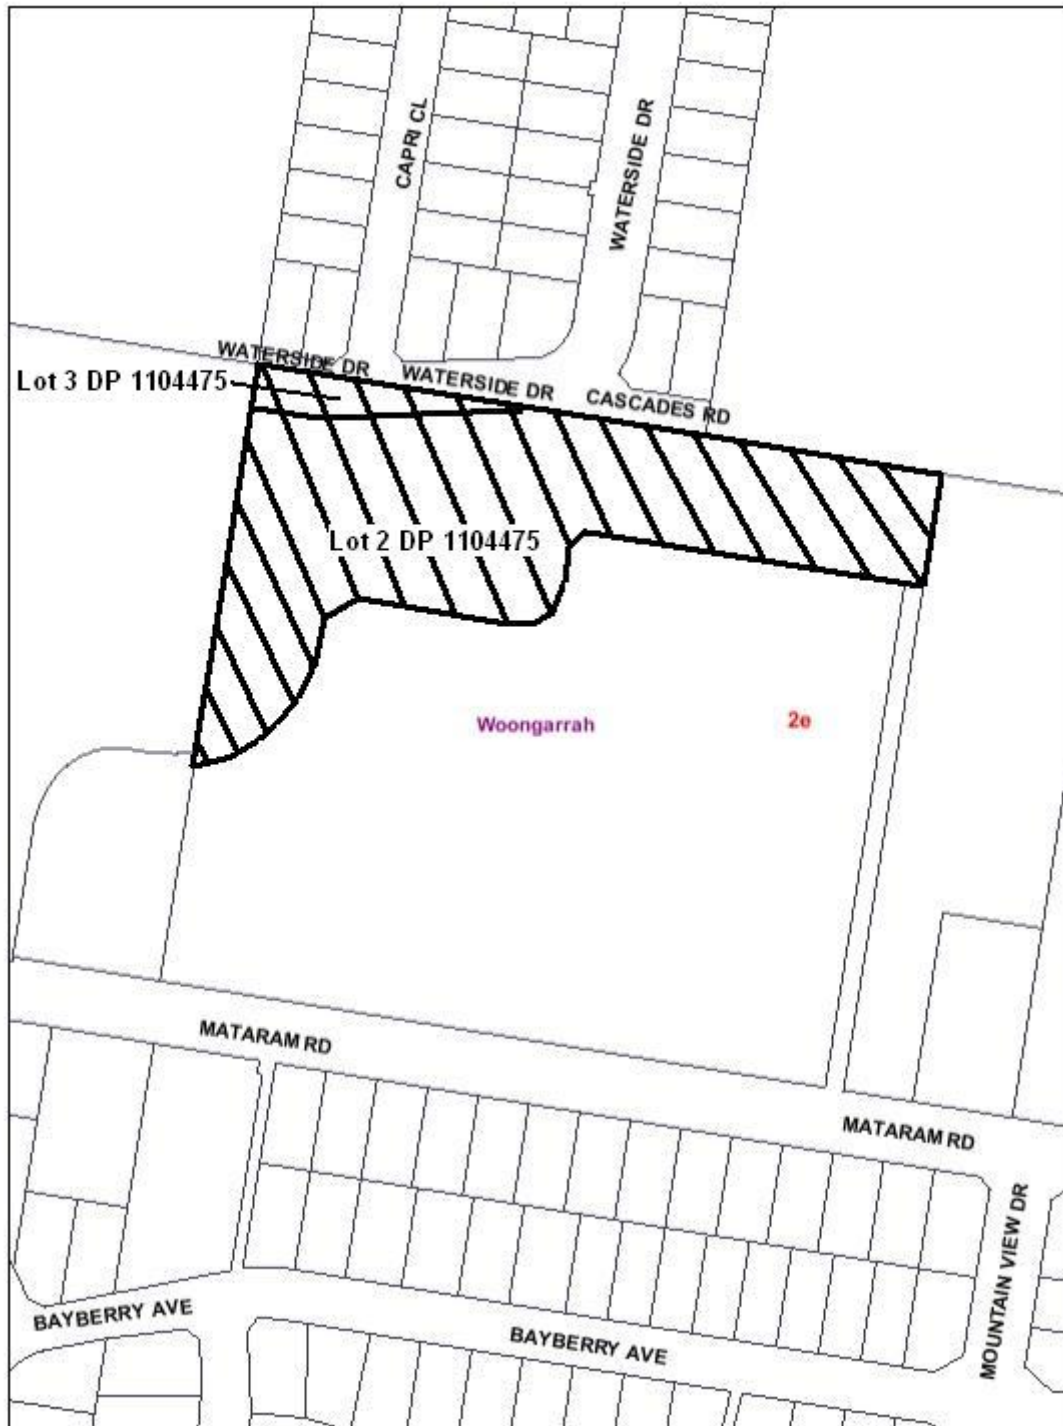 CAPRI CL
WATERSIDE DR
WATERSIDE DR
Lot 3 DP 1104475
WATERSIDE DR
CASCADES RD
Lot 2 DP 1104475
Woongarrah
2e
MATARAM RD
MATARAM RD
MOUNTAIN VIEW DR
BAYBERRY AVE
BAYBERRY AVE